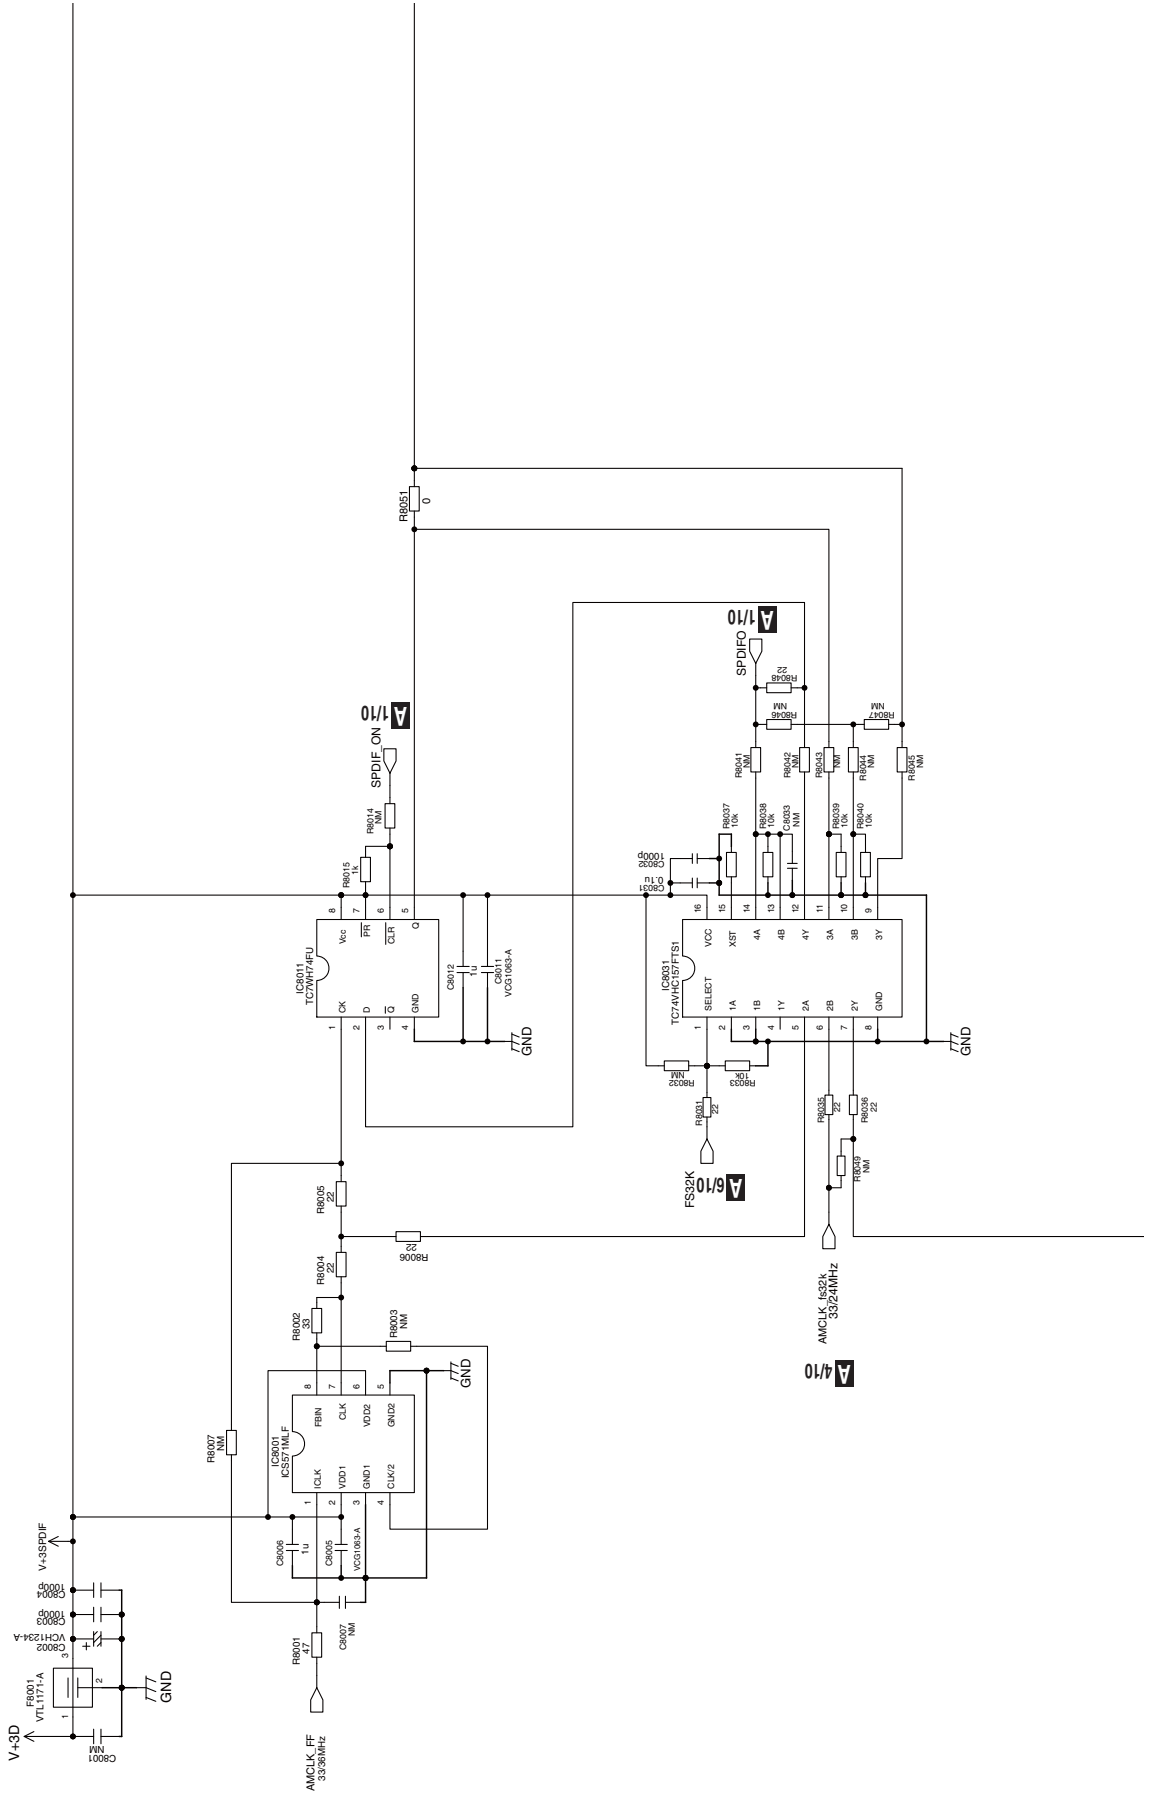 V+3D
F8001
VTL1171-A
1
2
3
C8001
NM
GND
C8002
VCH1234-A
+
C8003
1000p
C8004
1000p
V+3SPDIF
AMCLK_FF
33/36MHz
R8001
47
C8007
NM
C8006
1u
C8005
VCG1063-A
R8007
NM
IC8001
ICS571MLF
1
ICLK
2
VDD1
3
GND1
4
CLK/2
8
FBIN
7
CLK
6
VDD2
5
GND2
GND
R8002
33
R8003
NM
R8004
22
R8005
22
R8006
22
IC8011
TC7WH74FU
1
CK
2
D
3
Q
4
GND
8
Vcc
7
PR
6
CLR
5
Q
R8015
1k
R8014
NM
SPDIF_ON
A 1/10
C8012
1u
C8011
VCG1063-A
GND
R8051
0
FS32K
A 6/10
R8031
22
R8032
NM
R8033
10k
IC8031
TC74VHC157FTS1
1
SELECT
2
1A
3
1B
4
1Y
5
2A
6
2B
7
2Y
8
GND
16
VCC
15
XST
14
4A
13
4B
12
4Y
11
3A
10
3B
9
3Y
C8031
0.1u
C8032
1000p
R8037
10k
R8038
10k
C8033
NM
R8039
10k
R8040
10k
R8041
NM
R8042
NM
R8043
NM
R8044
NM
R8045
NM
R8046
NM
R8047
NM
R8048
22
SPDIFO
A 1/10
GND
AMCLK_fs32k
33/24MHz
A 4/10
R8035
22
R8036
22
R8049
NM